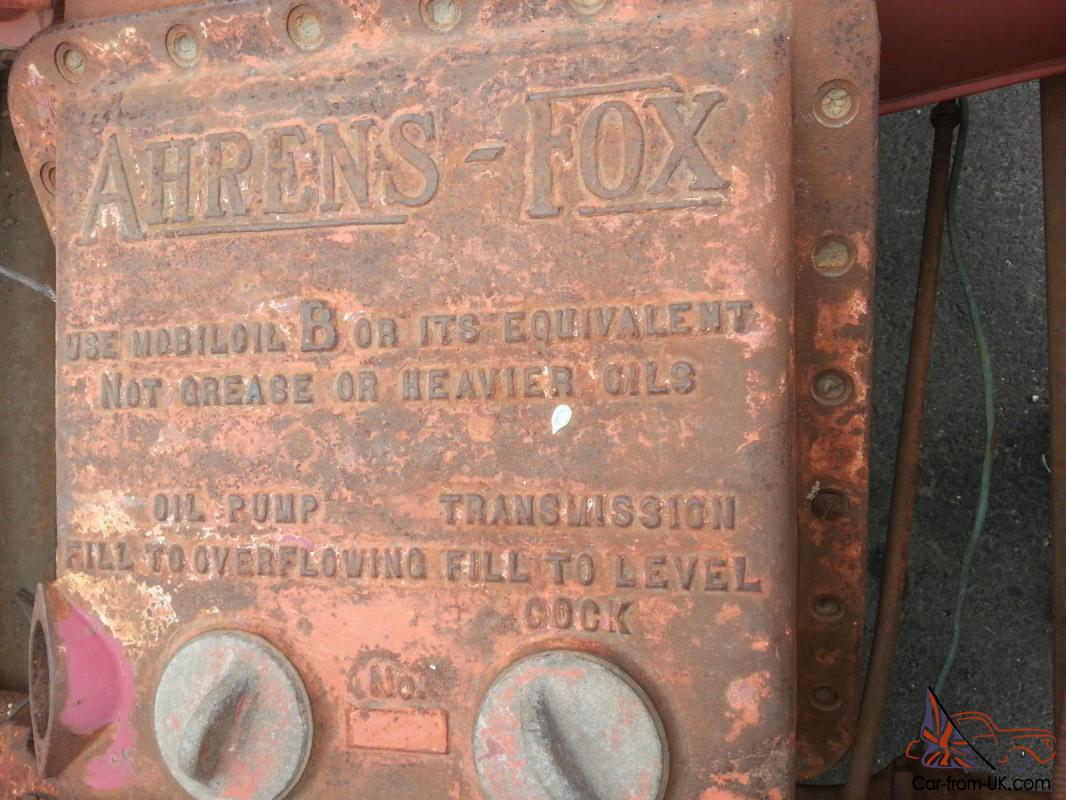 AHRENS - FOX
USE MOBILOIL B OR ITS EQUIVALENT
NOT GREASE OR HEAVIER OILS
OIL PUMP TRANSMISSION
FILL TO OVERFLOWING FILL TO LEVEL
COCK
No.
Car-from-UK.com